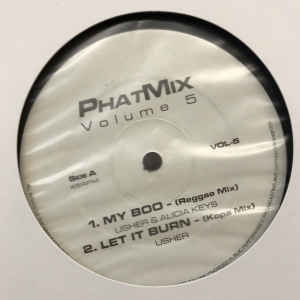 PHATMIX
Volume 5
SIDE A
45RPM
VOL-5
1. MY BOO - (Reggae Mix)
USHER & ALICIA KEYS
2. LET IT BURN - (Kopa Mix)
USHER